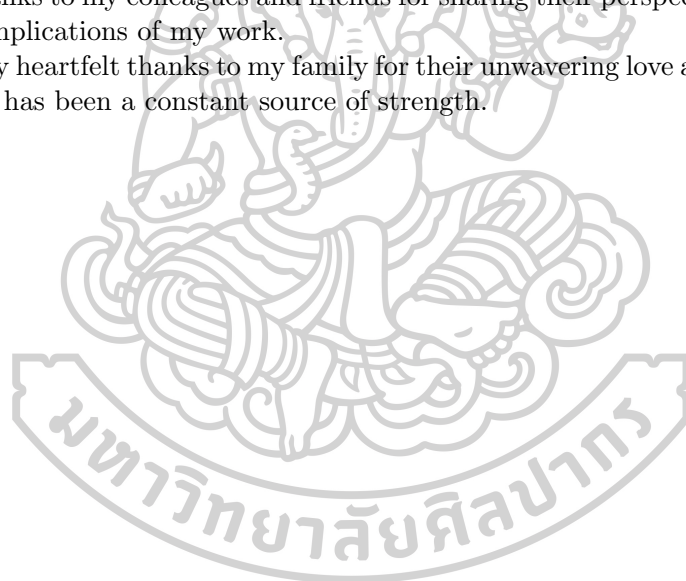 to my colleagues and friends for sharing their
mplications of my work.
y heartfelt thanks to my family for their unwavering love a
has been a constant source of strength.
มหาวิทยาลัยศิลปากร